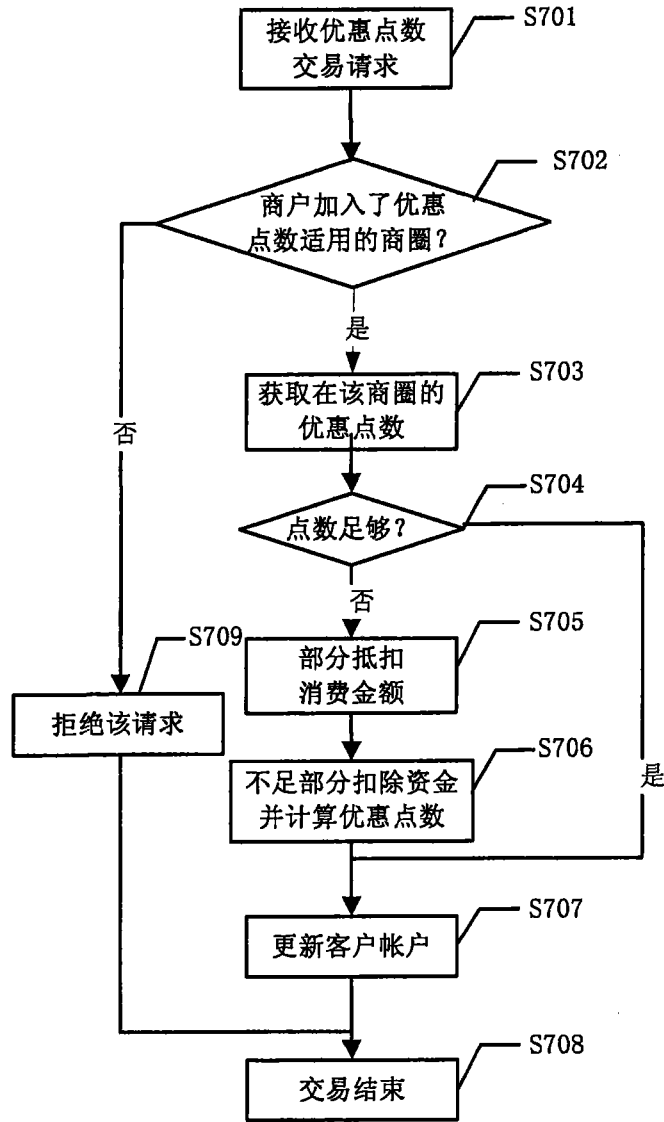 接收优惠点数
交易请求
S701
S702
商户加入了优惠
点数适用的商圈?
是
S703
获取在该商圈的
优惠点数
否
S704
点数足够?
否
S705
部分抵扣
消费金额
S709
拒绝该请求
S706
不足部分扣除资金
并计算优惠点数
是
S707
更新客户帐户
S708
交易结束